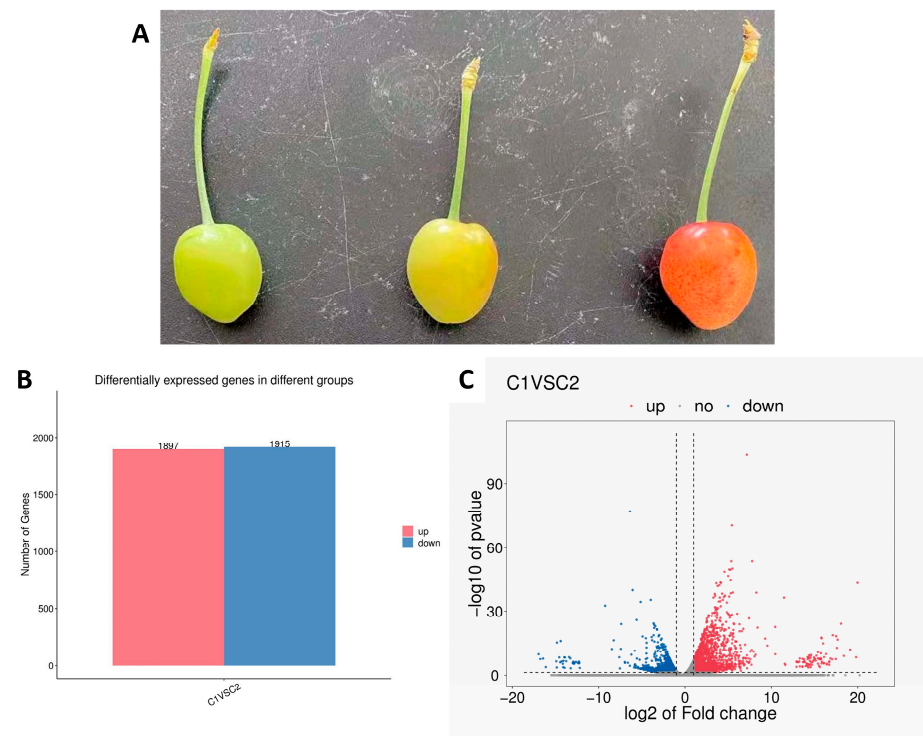 A
B
Differentially expressed genes in different groups
Number of Genes
2000
1500
1000
500
0
1897
1915
C1VSC2
up
down
C
C1VSC2
up no down
-log10 of pvalue
90
60
30
0
-20 -10 0 10 20
log2 of Fold change